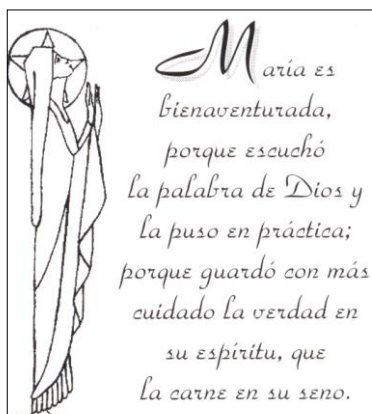 María es
bienaventurada,
porque escuchó
la palabra de Dios y
la puso en práctica;
porque guardó con más
cuidado la verdad en
su espíritu, que
la carne en su seno.